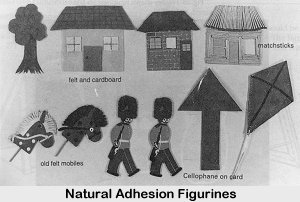 matchsticks
felt and cardboard
old felt mobiles
Cellophane on card
Natural Adhesion Figurines